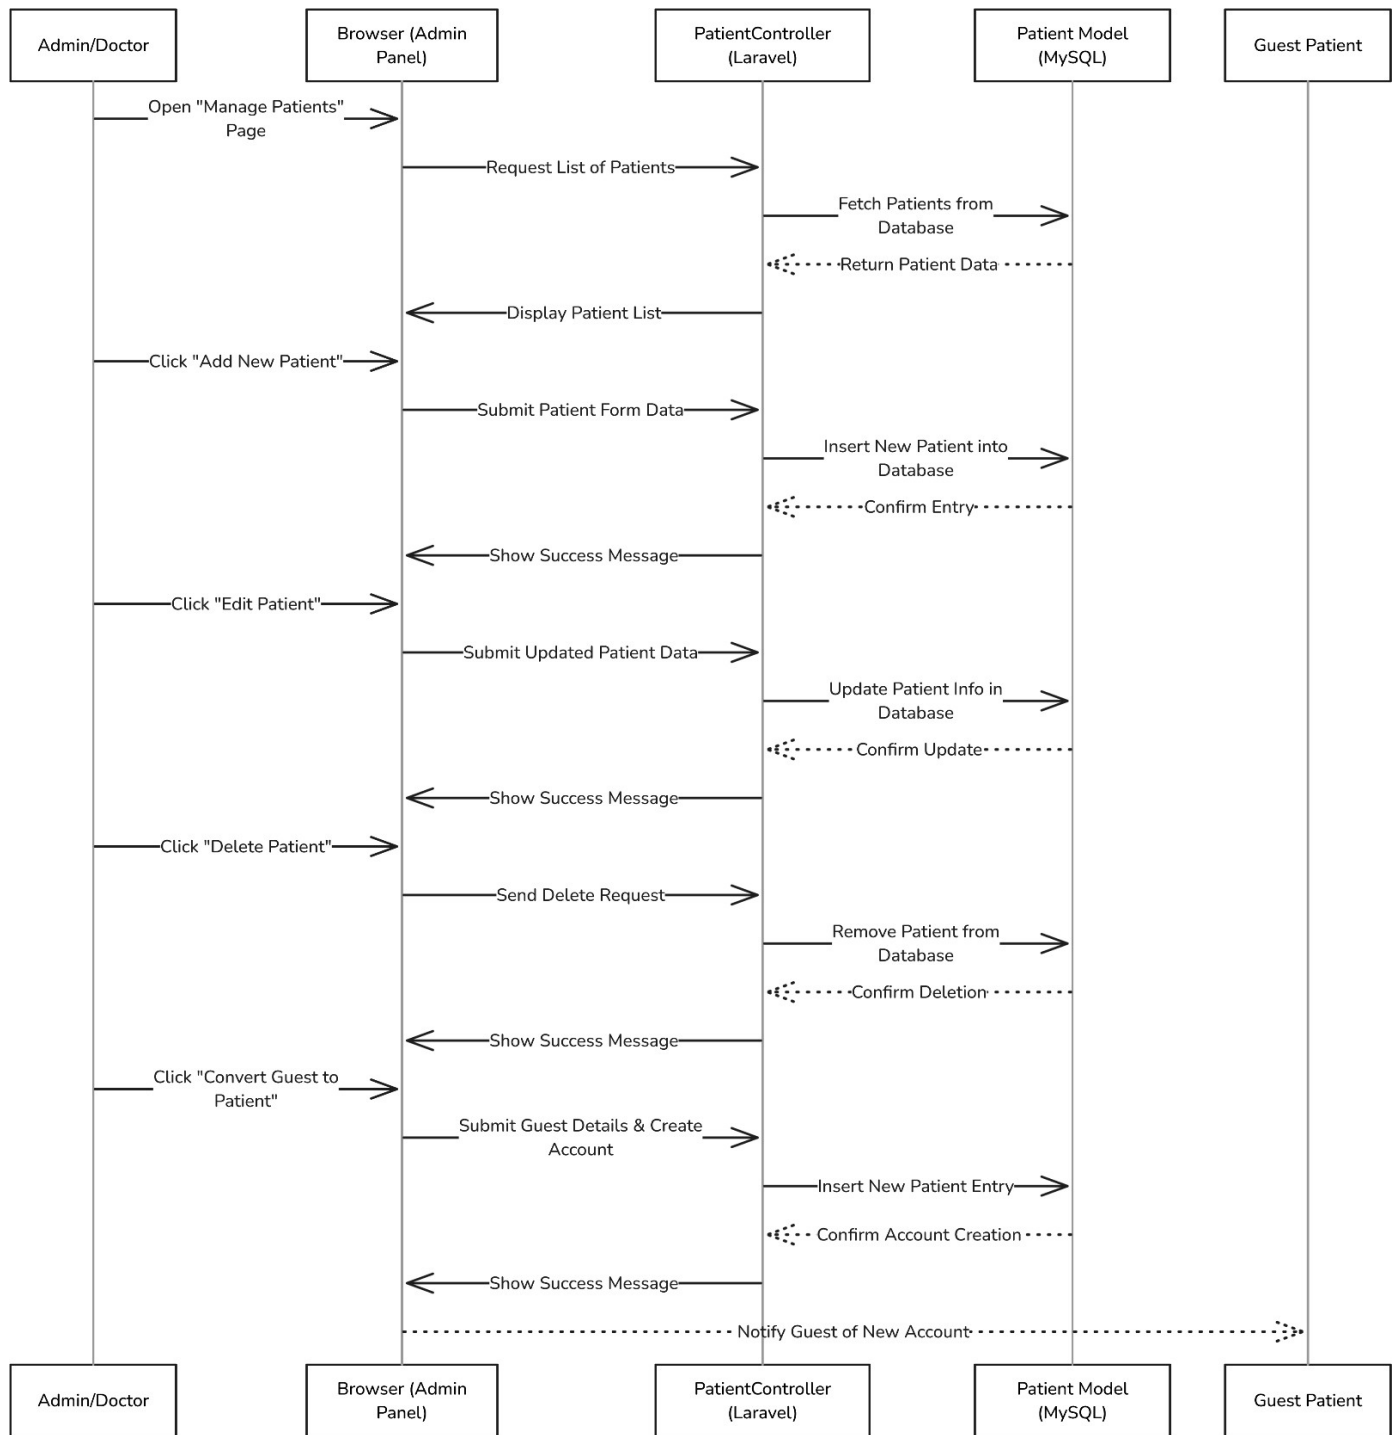 Admin/Doctor
Browser (Admin
Panel)
PatientController
(Laravel)
Patient Model
(MySQL)
Guest Patient
Open "Manage Patients"
Page
Request List of Patients
Fetch Patients from
Database
Return Patient Data
Display Patient List
Click "Add New Patient"
Submit Patient Form Data
Insert New Patient into
Database
Confirm Entry
Show Success Message
Click "Edit Patient"
Submit Updated Patient Data
Update Patient Info in
Database
Confirm Update
Show Success Message
Click "Delete Patient"
Send Delete Request
Remove Patient from
Database
Confirm Deletion
Show Success Message
Click "Convert Guest to
Patient"
Submit Guest Details & Create
Account
Insert New Patient Entry
Confirm Account Creation
Show Success Message
Notify Guest of New Account
Admin/Doctor
Browser (Admin
Panel)
PatientController
(Laravel)
Patient Model
(MySQL)
Guest Patient